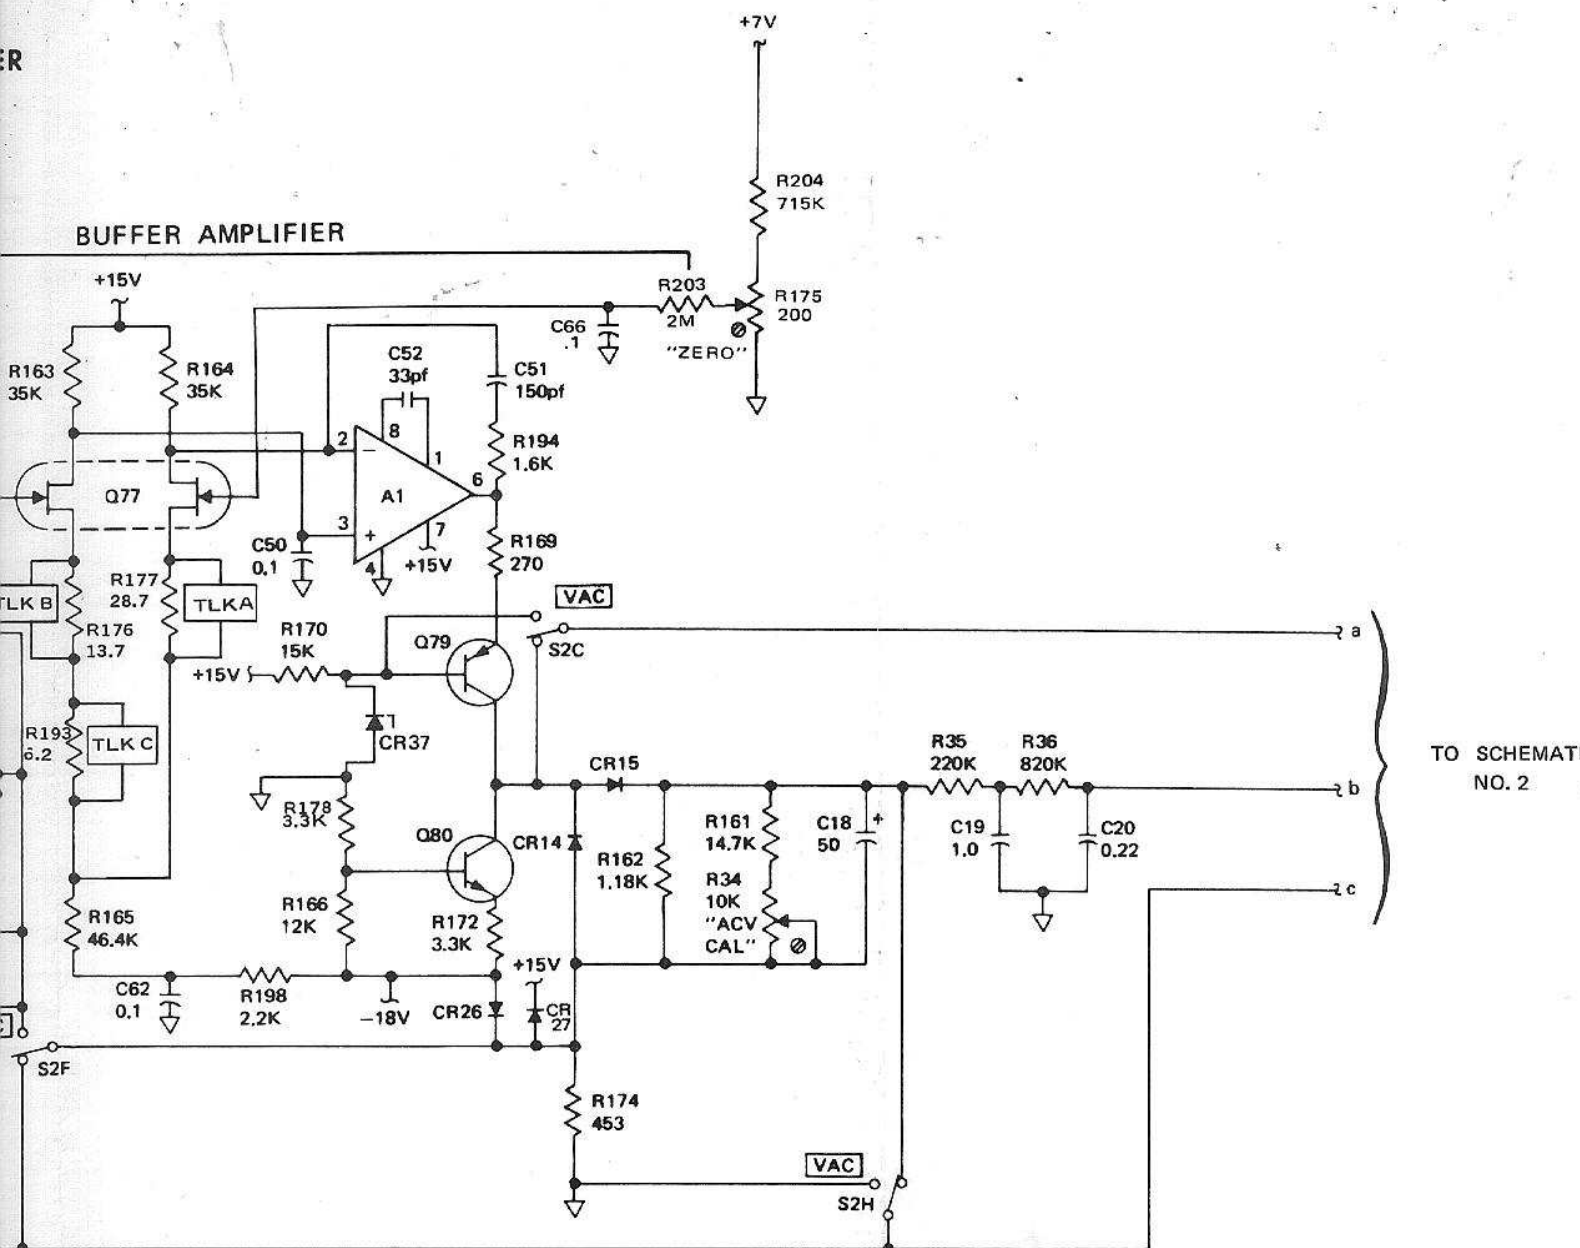 ER
+7V
R204
715K
BUFFER AMPLIFIER
+15V
R203
2M
R175
200
"ZERO"
C66
.1
R163
35K
R164
35K
C52
33pf
C51
150pf
8
2
−
1
R194
1.6K
Q77
A1
6
3
+
7
+15V
4
C50
0.1
R169
270
TLK B
R177
28.7
TLKA
VAC
R176
13.7
R170
15K
Q79
S2C
a
+15V
R193
6.2
TLK C
CR37
CR15
R35
220K
R36
820K
TO SCHEMATI
NO. 2
b
R178
3.3K
Q80
CR14
R161
14.7K
C18
50
+
C19
1.0
C20
0.22
R162
1.18K
R34
10K
"ACV
CAL"
c
R165
46.4K
R166
12K
R172
3.3K
+15V
C62
0.1
R198
2.2K
−18V
CR26
CR
27
S2F
R174
453
VAC
S2H